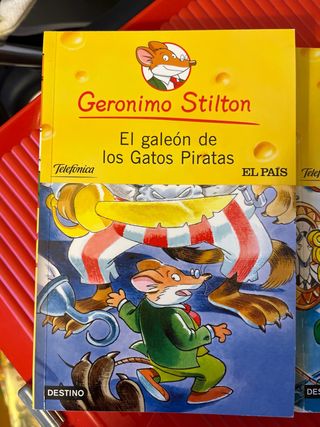 Geronimo Stilton
El galeón de
los Gatos Piratas
Telefónica
EL PAÍS
DESTINO